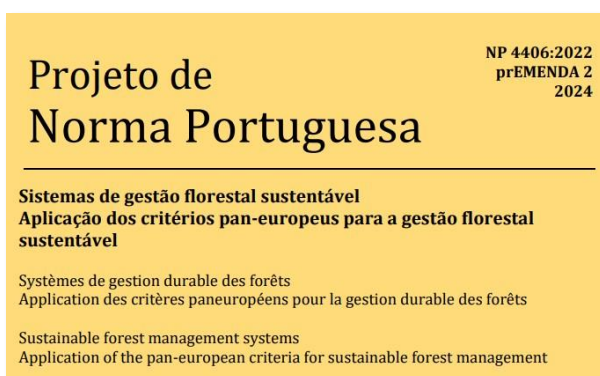 Projeto de
Norma Portuguesa
NP 4406:2022
prEMENDA 2
2024
Sistemas de gestão florestal sustentável
Aplicação dos critérios pan-europeus para a gestão florestal
sustentável
Systèmes de gestion durable des forêts
Application des critères paneuropéens pour la gestion durable des forêts
Sustainable forest management systems
Application of the pan-european criteria for sustainable forest management